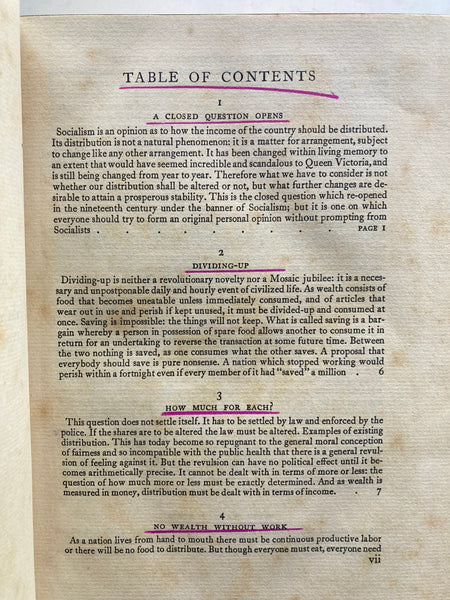 TABLE OF CONTENTS
1
A CLOSED QUESTION OPENS
Socialism is an opinion as to how the income of the country should be distributed.
Its distribution is not a natural phenomenon: it is a matter for arrangement, subject
to change like any other arrangement. It has been changed within living memory to
an extent that would have seemed incredible and scandalous to Queen Victoria, and
is still being changed from year to year. Therefore what we have to consider is not
whether our distribution shall be altered or not, but what further changes are de-
sirable to attain a prosperous stability. This is the closed question which re-opened
in the nineteenth century under the banner of Socialism; but it is one on which
everyone should try to form an original personal opinion without prompting from
Socialists . . . . . . . . PAGE 1
2
DIVIDING-UP
Dividing-up is neither a revolutionary novelty nor a Mosaic jubilee: it is a neces-
sary and unpostponable daily and hourly event of civilized life. As wealth consists of
food that becomes uneatable unless immediately consumed, and of articles that
wear out in use and perish if kept unused, it must be divided-up and consumed at
once. Saving is impossible: the things will not keep. What is called saving is a bar-
gain whereby a person in possession of spare food allows another to consume it in
return for an undertaking to reverse the transaction at some future time. Between
the two nothing is saved, as one consumes what the other saves. A proposal that
everybody should save is pure nonsense. A nation which stopped working would
perish within a fortnight even if every member of it had "saved" a million . 6
3
HOW MUCH FOR EACH?
This question does not settle itself. It has to be settled by law and enforced by the
police. If the shares are to be altered the law must be altered. Examples of existing
distribution. This has today become so repugnant to the general moral conception
of fairness and so incompatible with the public health that there is a general revul-
sion of feeling against it. But the revulsion can have no political effect until it be-
comes arithmetically precise. It cannot be dealt with in terms of more or less: the
question of how much more or less must be exactly determined. And as wealth is
measured in money, distribution must be dealt with in terms of income. . 7
4
NO WEALTH WITHOUT WORK
As a nation lives from hand to mouth there must be continuous productive labor
or there will be no food to distribute. But though everyone must eat, everyone need
vii